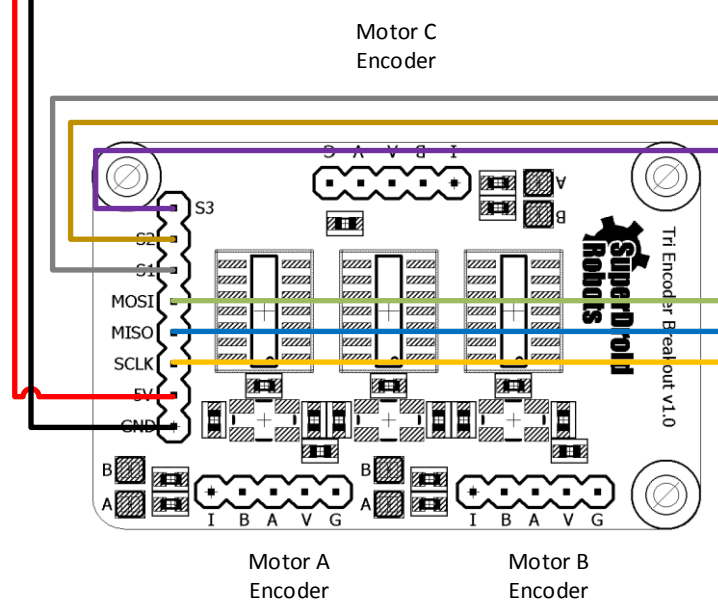 Motor C
Encoder
G V A B I
A
B
S3
S2
S1
MOSI
MISO
SCLK
5V
GND
SuperDroid
Robots
Tri Encoder Breakout v1.0
B
A
I B A V G
B
A
I B A V G
Motor A
Encoder
Motor B
Encoder